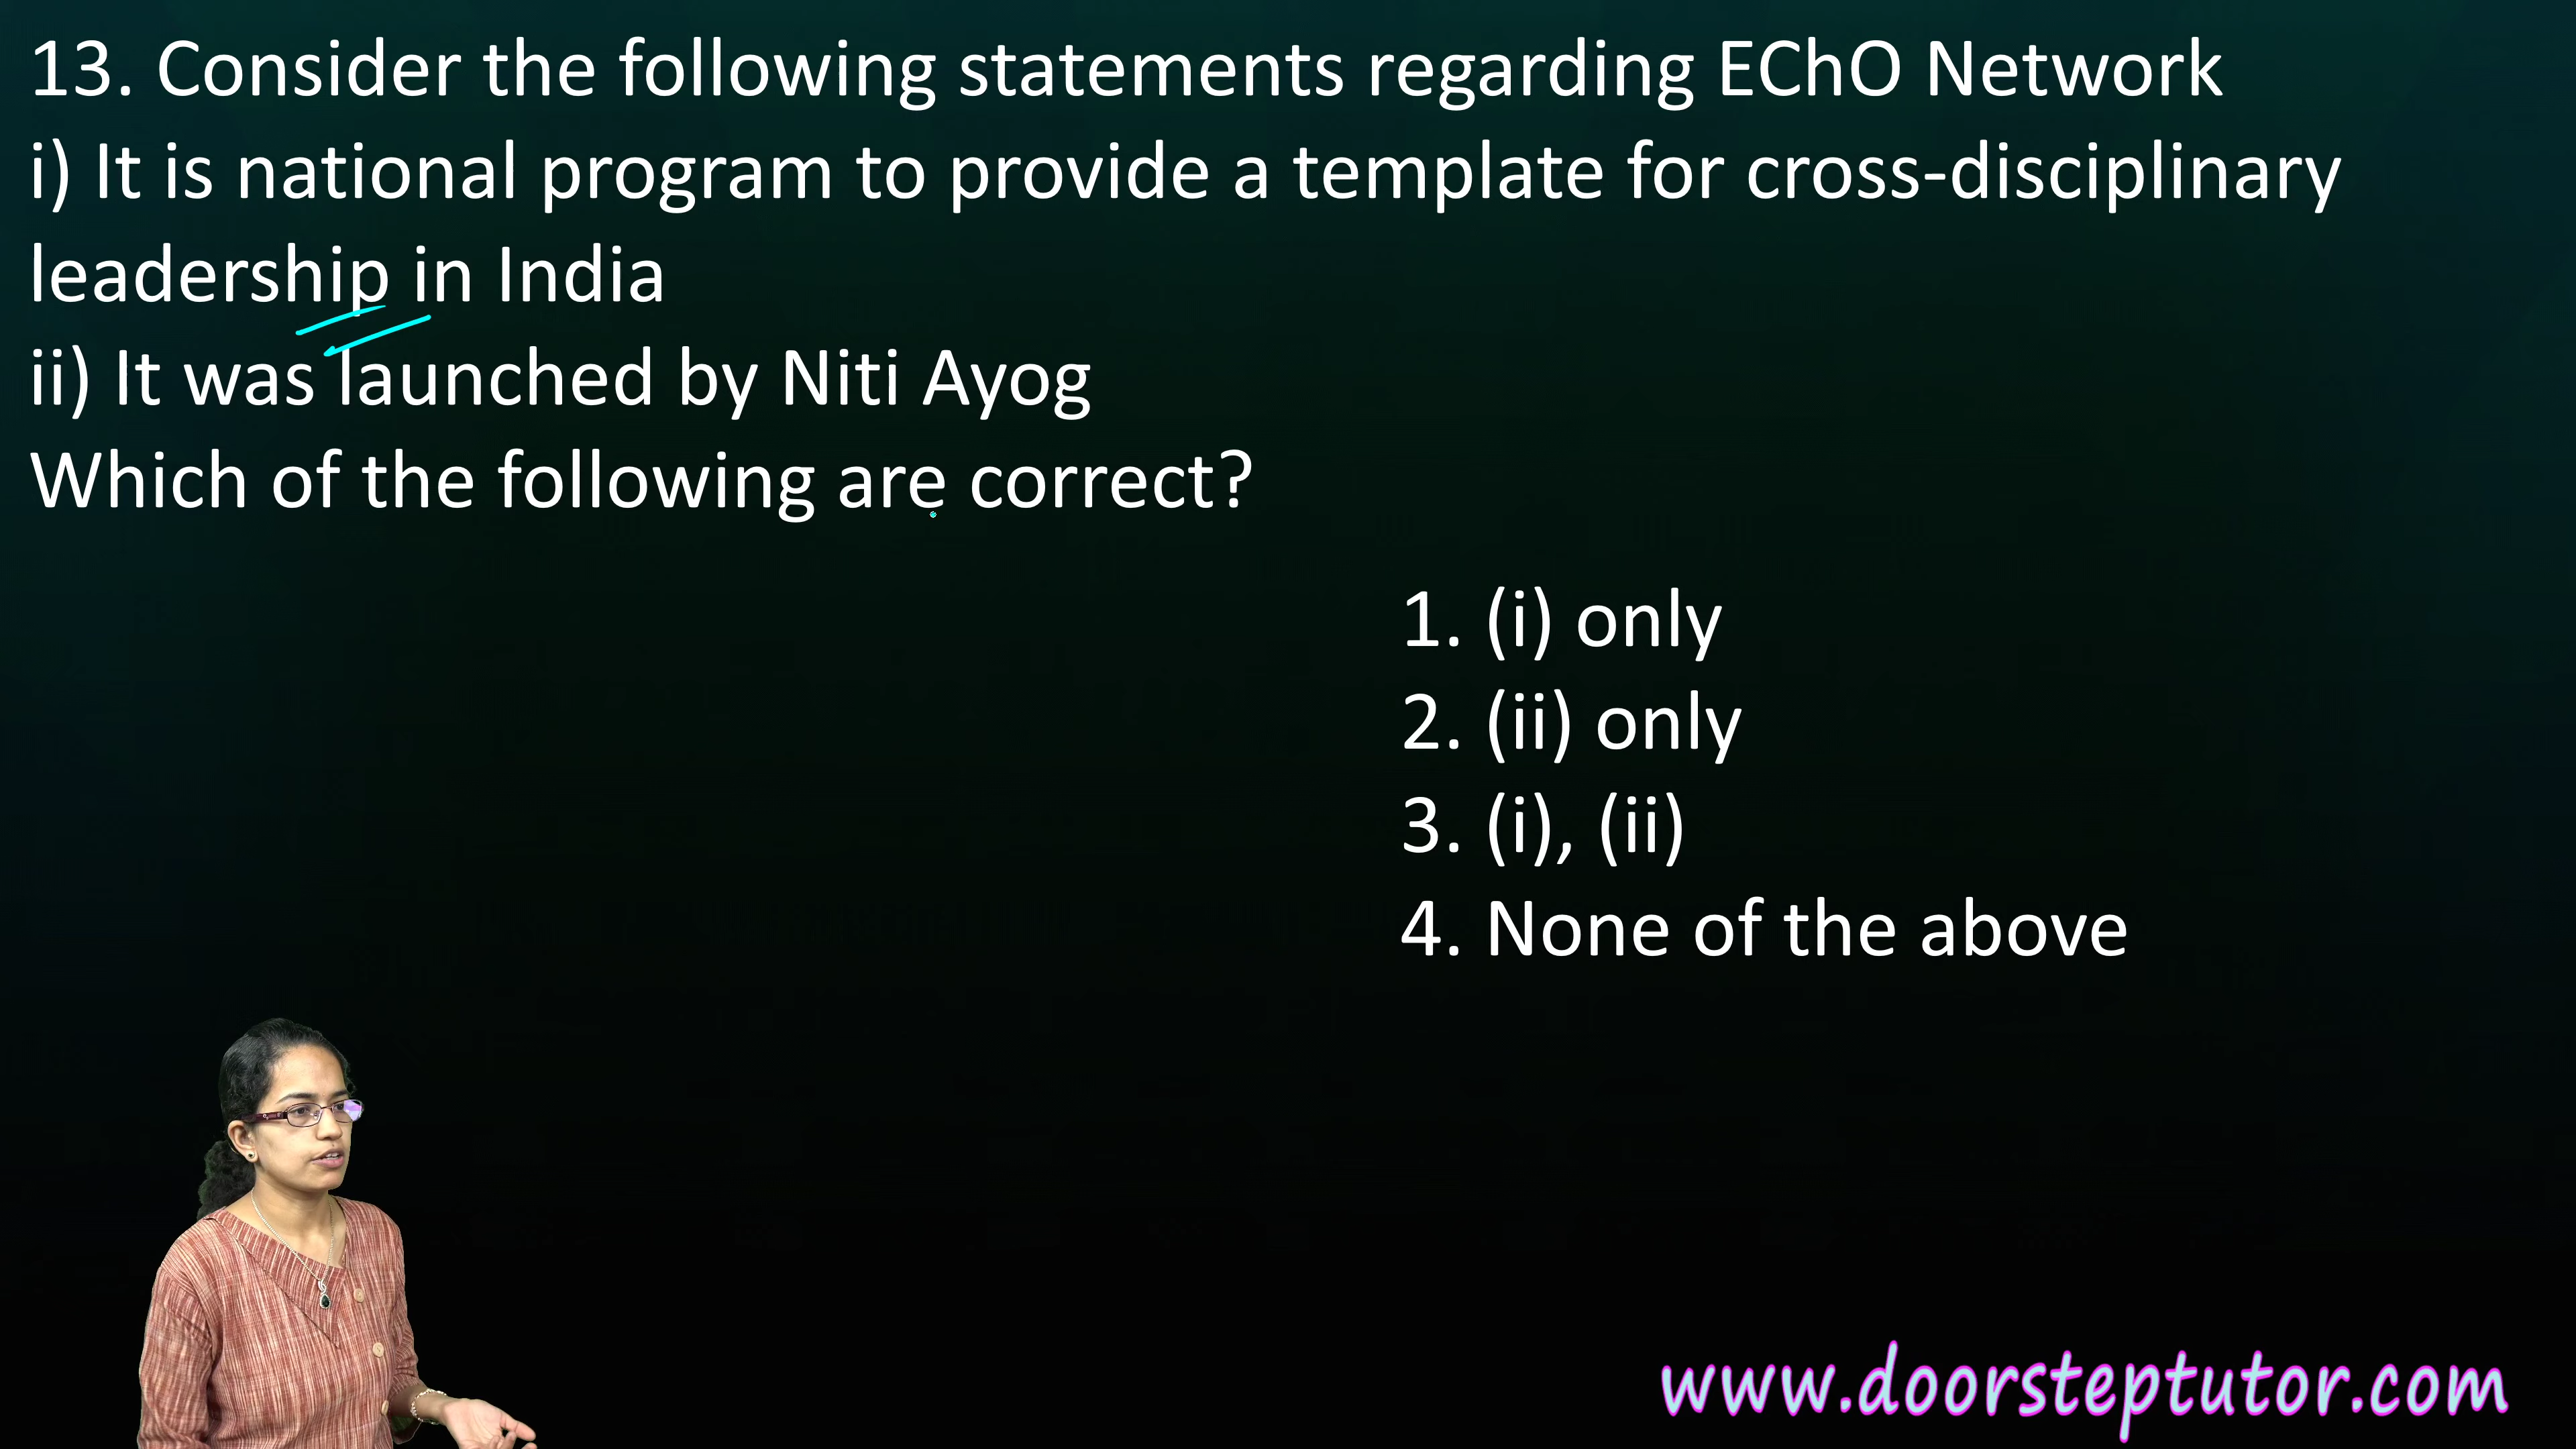 13. Consider the following statements regarding EChO Network
i) It is national program to provide a template for cross-disciplinary
leadership in India
ii) It was launched by Niti Ayog
Which of the following are correct?
1. (i) only
2. (ii) only
3. (i), (ii)
4. None of the above
www.doorsteptutor.com